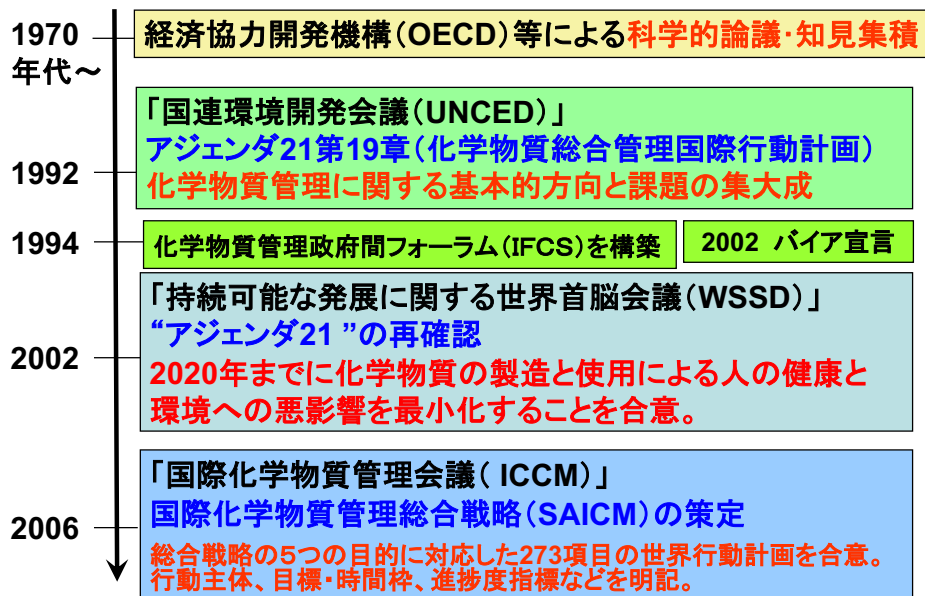 1970
年代～
経済協力開発機構(OECD)等による科学的論議・知見集積
「国連環境開発会議(UNCED)」
アジェンダ21第19章(化学物質総合管理国際行動計画)
1992
化学物質管理に関する基本的方向と課題の集大成
1994
化学物質管理政府間フォーラム(IFCS)を構築
2002 バイア宣言
「持続可能な発展に関する世界首脳会議(WSSD)」
“アジェンダ21 ”の再確認
2002
2020年までに化学物質の製造と使用による人の健康と
環境への悪影響を最小化することを合意。
「国際化学物質管理会議( ICCM)」
国際化学物質管理総合戦略(SAICM)の策定
2006
総合戦略の５つの目的に対応した273項目の世界行動計画を合意。
行動主体、目標・時間枠、進捗度指標などを明記。